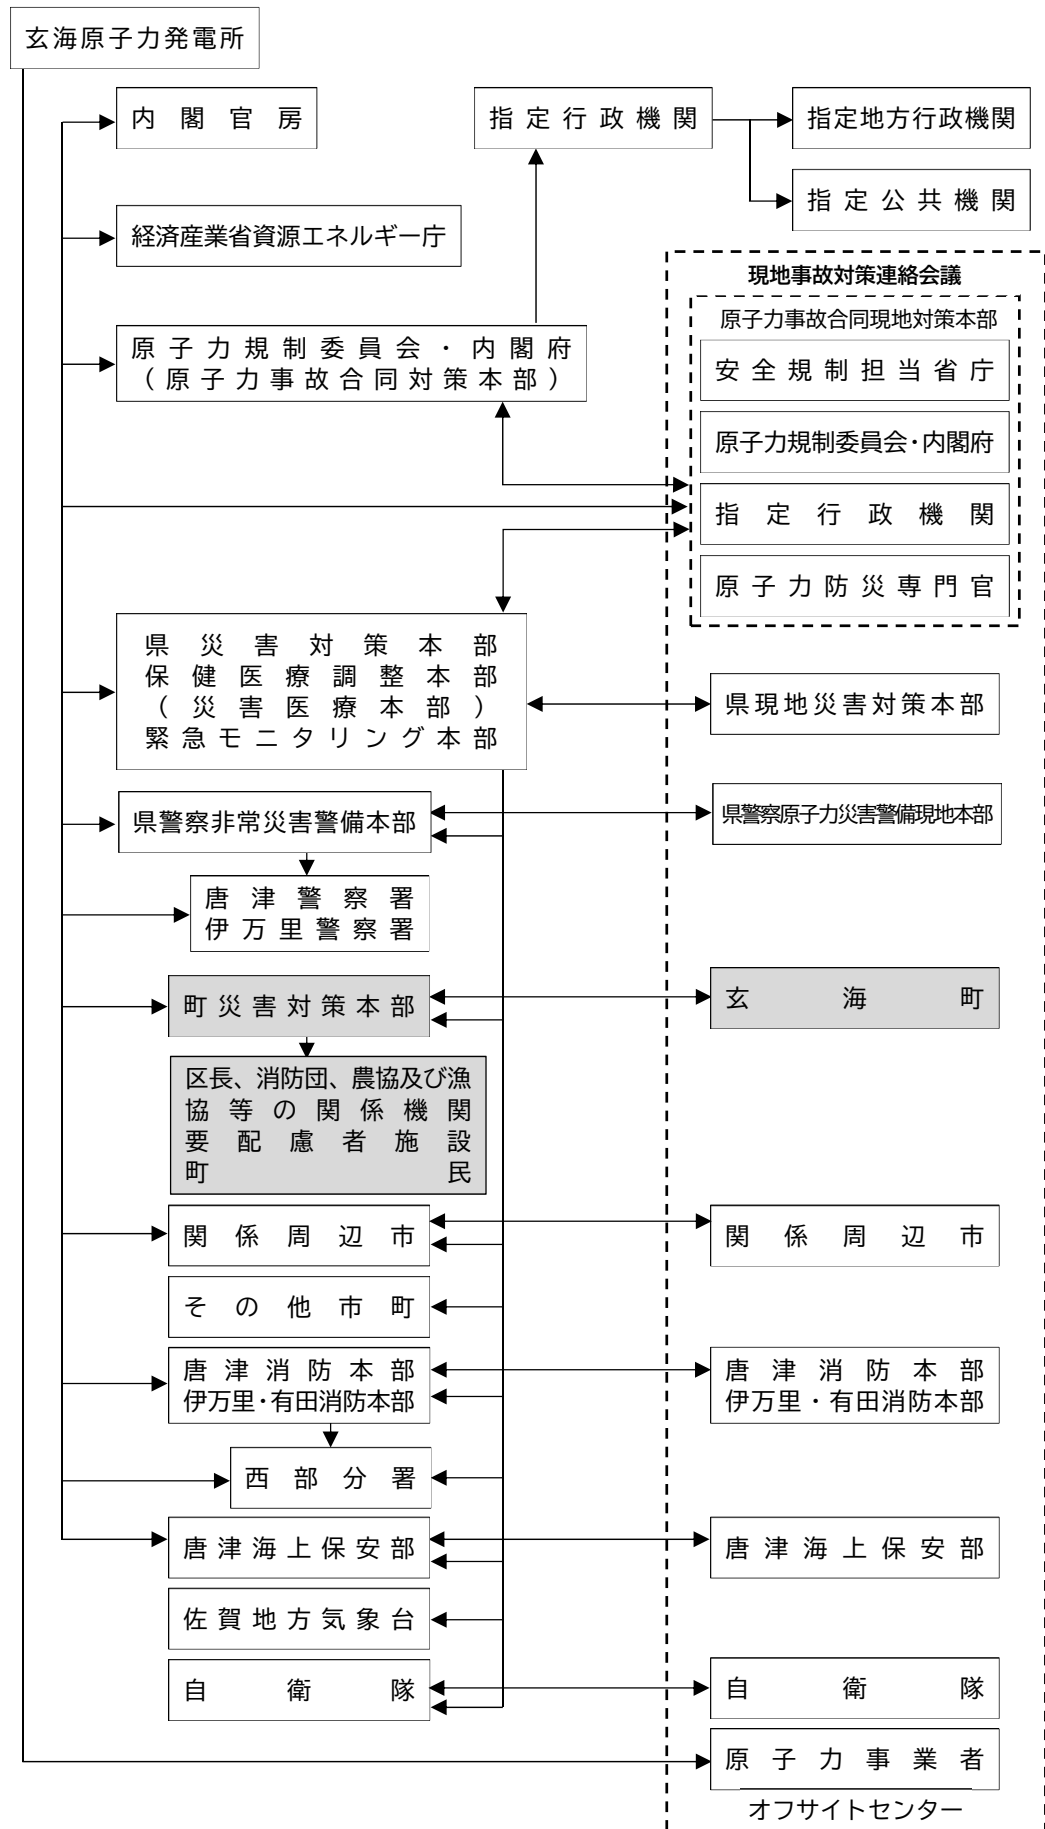 玄海原子力発電所
内閣官房
指定行政機関
指定地方行政機関
指定公共機関
経済産業省資源エネルギー庁
現地事故対策連絡会議
原子力事故合同現地対策本部
原子力規制委員会・内閣府
（原子力事故合同対策本部）
安全規制担当省庁
原子力規制委員会・内閣府
指定行政機関
原子力防災専門官
県災害対策本部
保健医療調整本部
（災害医療本部）
緊急モニタリング本部
県現地災害対策本部
県警察非常災害警備本部
県警察原子力災害警備現地本部
唐津警察署
伊万里警察署
町災害対策本部
玄海町
区長、消防団、農協及び漁
協等の関係機関
要配慮者施設
町民
関係周辺市
関係周辺市
その他市町
唐津消防本部
伊万里・有田消防本部
唐津消防本部
伊万里・有田消防本部
西部分署
唐津海上保安部
唐津海上保安部
佐賀地方気象台
自衛隊
自衛隊
原子力事業者
オフサイトセンター